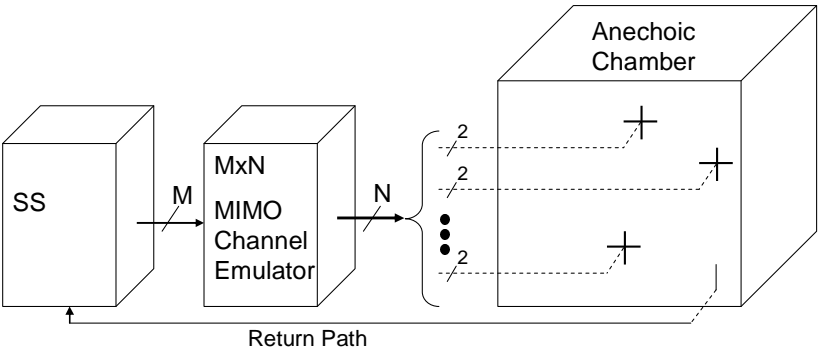 Anechoic
Chamber
SS
M
MxN
MIMO
Channel
Emulator
N
2
2
2
Return Path